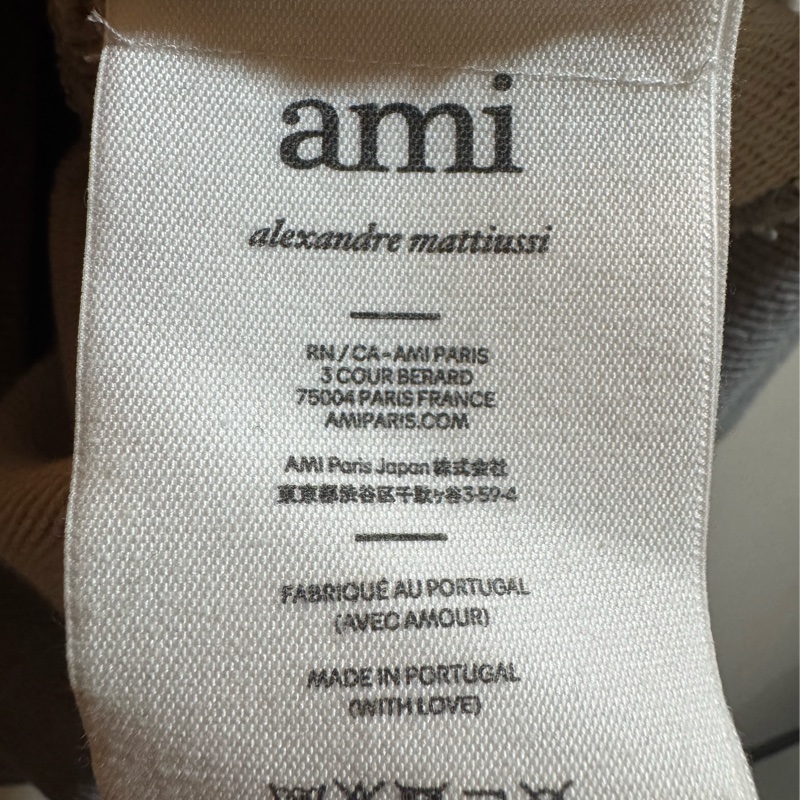 ami
alexandre mattiussi
RN / CA - AMI PARIS
3 COUR BERARD
75004 PARIS FRANCE
AMIPARIS.COM
AMI Paris Japan 株式会社
東京都渋谷区千駄ヶ谷3-59-4
FABRIQUÉ AU PORTUGAL
(AVEC AMOUR)
MADE IN PORTUGAL
(WITH LOVE)